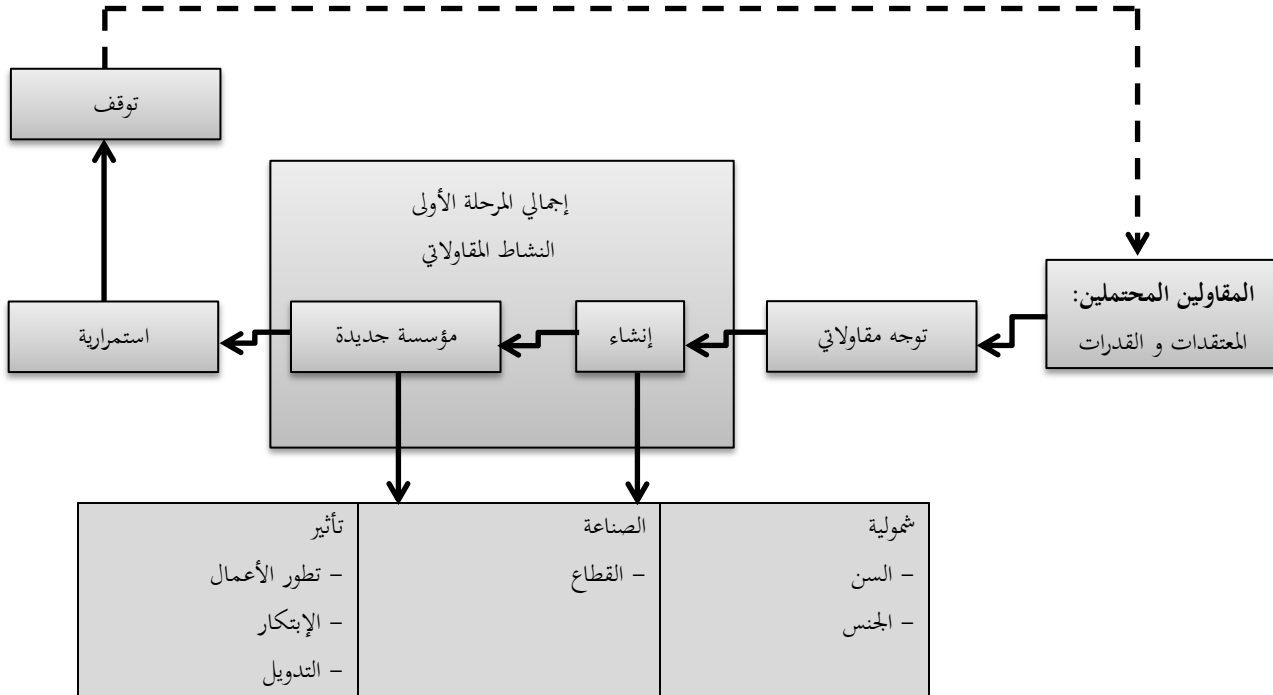 توقف
إجمالي المرحلة الأولى
النشاط المقاولاتي
المقاولين المحتملين:
المعتقدات و القدرات
توجه مقاولاتي
إنشاء
مؤسسة جديدة
استمرارية
شمولية
– السن
– الجنس
الصناعة
– القطاع
تأثير
– تطور الأعمال
– الإبتكار
– التدويل